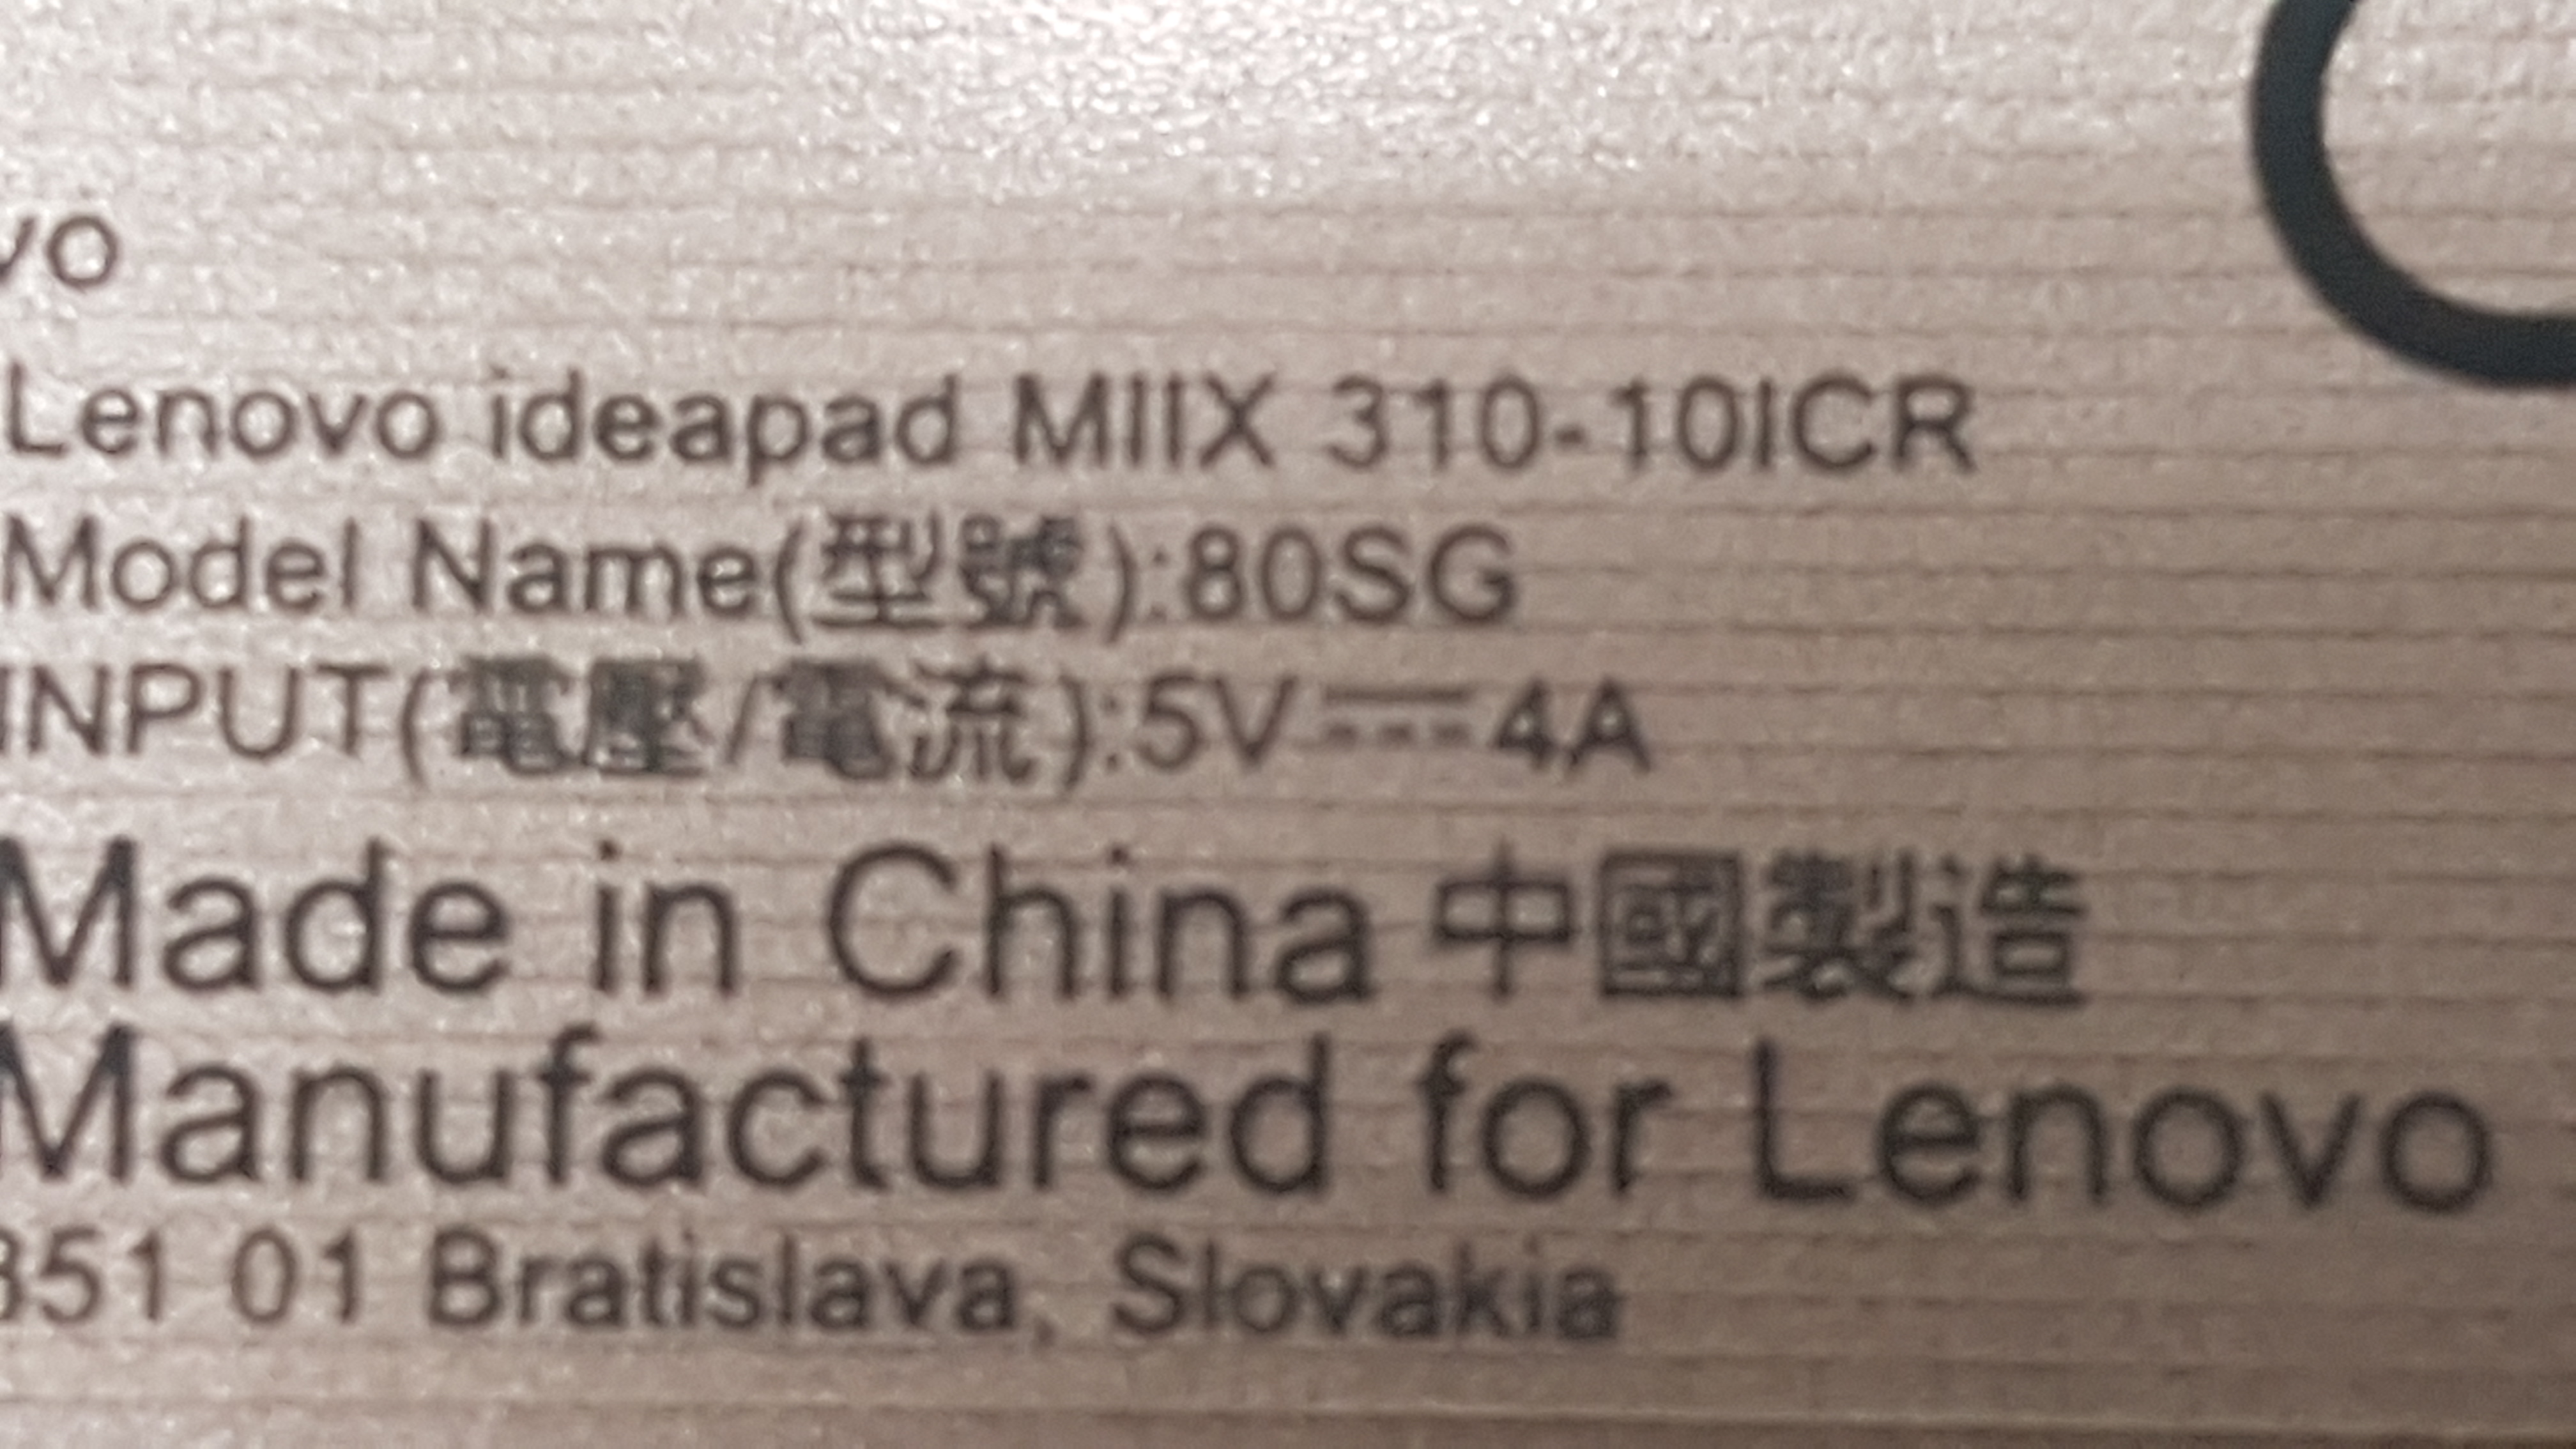 vo
Lenovo ideapad MIIX 310-10ICR
Model Name(型號):80SG
INPUT(電壓/電流):5V⎓4A
Made in China 中國製造
Manufactured for Lenovo
851 01 Bratislava, Slovakia